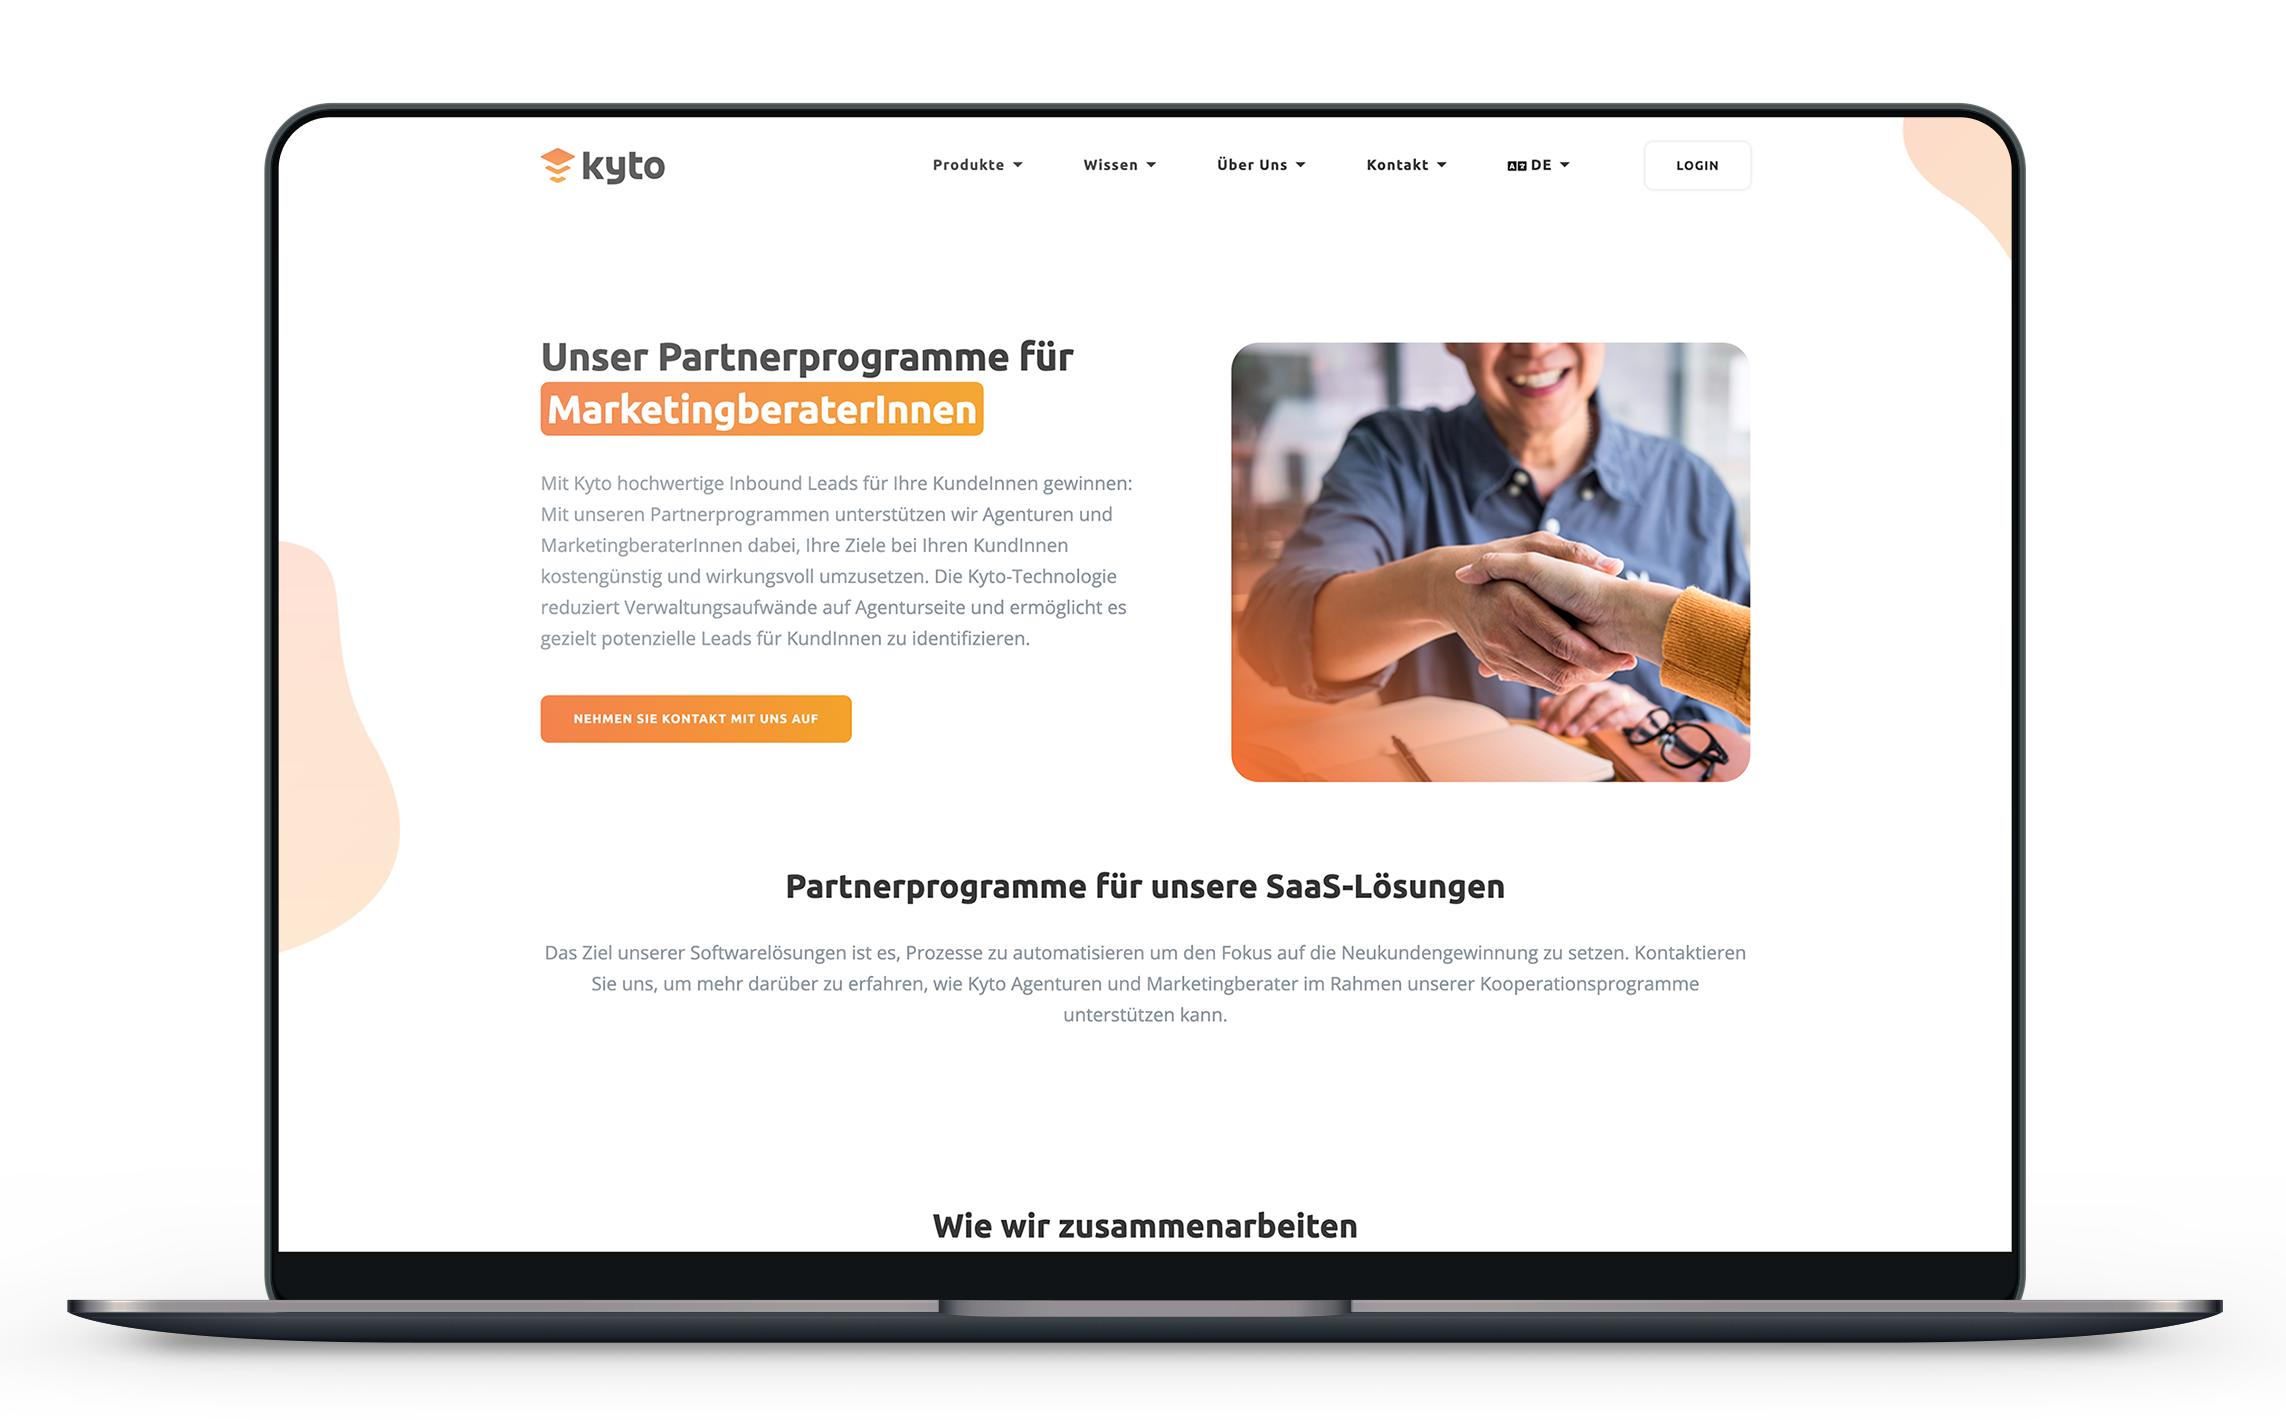 kyto
Produkte
Wissen
Über Uns
Kontakt
DE
LOGIN
Unser Partnerprogramme für
MarketingberaterInnen
Mit Kyto hochwertige Inbound Leads für Ihre KundeInnen gewinnen:
Mit unseren Partnerprogrammen unterstützen wir Agenturen und
MarketingberaterInnen dabei, Ihre Ziele bei Ihren KundInnen
kostengünstig und wirkungsvoll umzusetzen. Die Kyto-Technologie
reduziert Verwaltungsaufwände auf Agenturseite und ermöglicht es
gezielt potenzielle Leads für KundInnen zu identifizieren.
NEHMEN SIE KONTAKT MIT UNS AUF
Partnerprogramme für unsere SaaS-Lösungen
Das Ziel unserer Softwarelösungen ist es, Prozesse zu automatisieren um den Fokus auf die Neukundengewinnung zu setzen. Kontaktieren
Sie uns, um mehr darüber zu erfahren, wie Kyto Agenturen und Marketingberater im Rahmen unserer Kooperationsprogramme
unterstützen kann.
Wie wir zusammenarbeiten